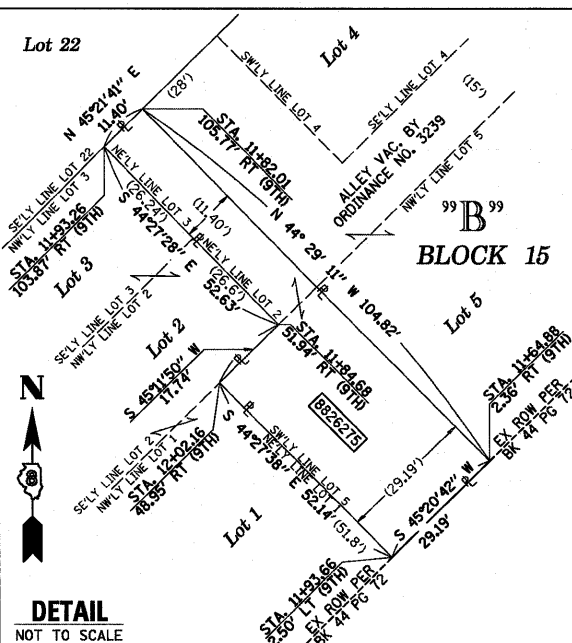 Lot 22
Lot 4
N 45°21'41" E
11.40'
(28')
SW'LY LINE LOT 4
SE'LY LINE LOT 4
(15')
STA. 11+82.01
105.77' RT (9TH)
ALLEY VAC. BY
ORDINANCE NO. 3239
NW'LY LINE LOT 5
"B"
BLOCK 15
SE'LY LINE LOT 22
NW'LY LINE LOT 3
NE'LY LINE LOT 3
(26.24')
(11.40')
STA. 11+93.26
103.87' RT (9TH)
S 44°27'28" E
52.63'
NE'LY LINE LOT 2
(26.6')
N 44° 29' 11" W 104.82'
Lot 3
SE'LY LINE LOT 3
NW'LY LINE LOT 2
Lot 2
Lot 5
S 45°11'50" W
17.74'
STA. 11+84.68
51.94' RT (9TH)
STA. 11+64.88
2.36' RT (9TH)
EX ROW PER
BK 44 PG 72
N
8
8826275
SE'LY LINE LOT 2
NW'LY LINE LOT 1
STA. 12+02.16
48.95' RT (9TH)
S 44°27'38" E 52.14'
SW'LY LINE LOT 5
NE'LY LINE LOT 1
(51.8')
(29.19')
S 45°20'42" W
29.19'
Lot 1
STA. 11+93.66
2.50' LT (9TH)
EX ROW PER
BK 44 PG 72
DETAIL
NOT TO SCALE